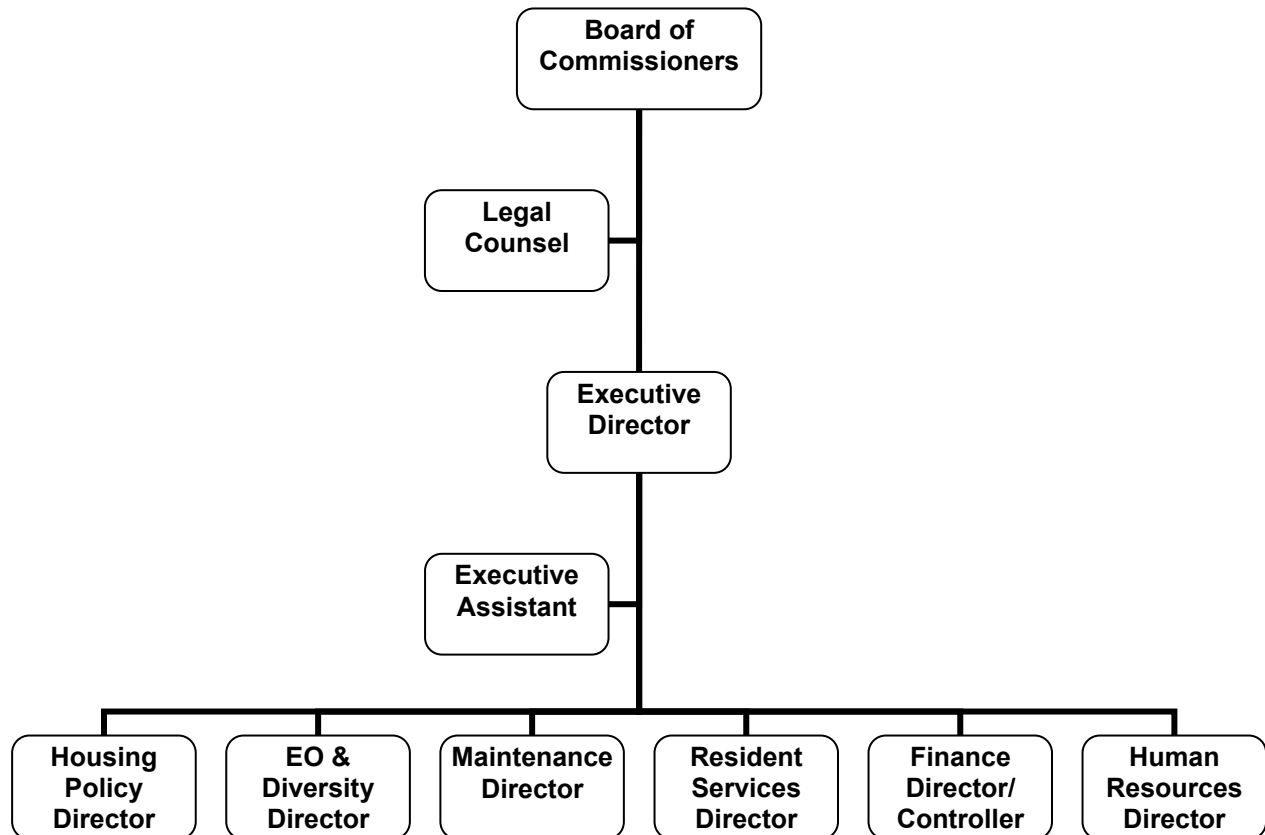 Board of
Commissioners
Legal
Counsel
Executive
Director
Executive
Assistant
Housing
Policy
Director
EO &
Diversity
Director
Maintenance
Director
Resident
Services
Director
Finance
Director/
Controller
Human
Resources
Director